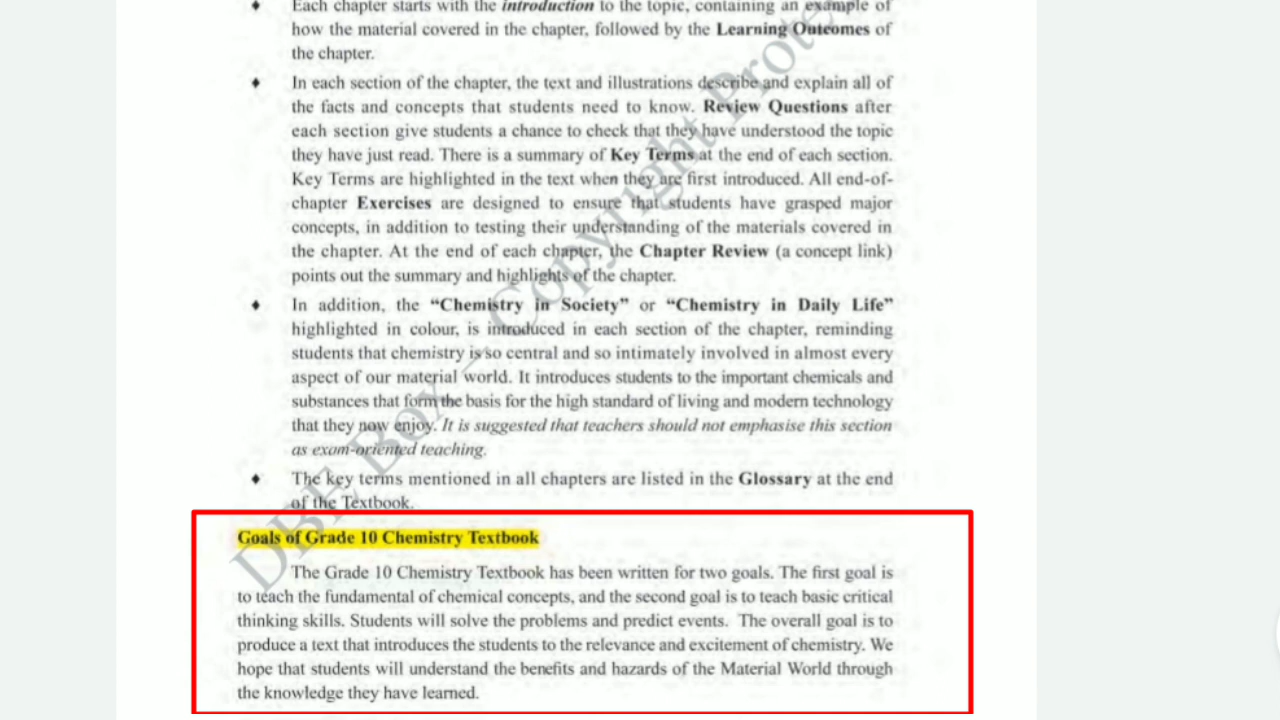 Each chapter starts with the introduction to the topic, containing an example of
how the material covered in the chapter, followed by the Learning Outcomes of
the chapter.
In each section of the chapter, the text and illustrations describe and explain all of
the facts and concepts that students need to know. Review Questions after
each section give students a chance to check that they have understood the topic
they have just read. There is a summary of Key Terms at the end of each section.
Key Terms are highlighted in the text when they are first introduced. All end-of-
chapter Exercises are designed to ensure that students have grasped major
concepts, in addition to testing their understanding of the materials covered in
the chapter. At the end of each chapter, the Chapter Review (a concept link)
points out the summary and highlights of the chapter.
In addition, the “Chemistry in Society” or “Chemistry in Daily Life”
highlighted in colour, is introduced in each section of the chapter, reminding
students that chemistry is so central and so intimately involved in almost every
aspect of our material world. It introduces students to the important chemicals and
substances that form the basis for the high standard of living and modern technology
that they now enjoy. It is suggested that teachers should not emphasise this section
as exam-oriented teaching.
The key terms mentioned in all chapters are listed in the Glossary at the end
of the Textbook.
Goals of Grade 10 Chemistry Textbook
The Grade 10 Chemistry Textbook has been written for two goals. The first goal is
to teach the fundamental of chemical concepts, and the second goal is to teach basic critical
thinking skills. Students will solve the problems and predict events. The overall goal is to
produce a text that introduces the students to the relevance and excitement of chemistry. We
hope that students will understand the benefits and hazards of the Material World through
the knowledge they have learned.
DBE Box – Copyright